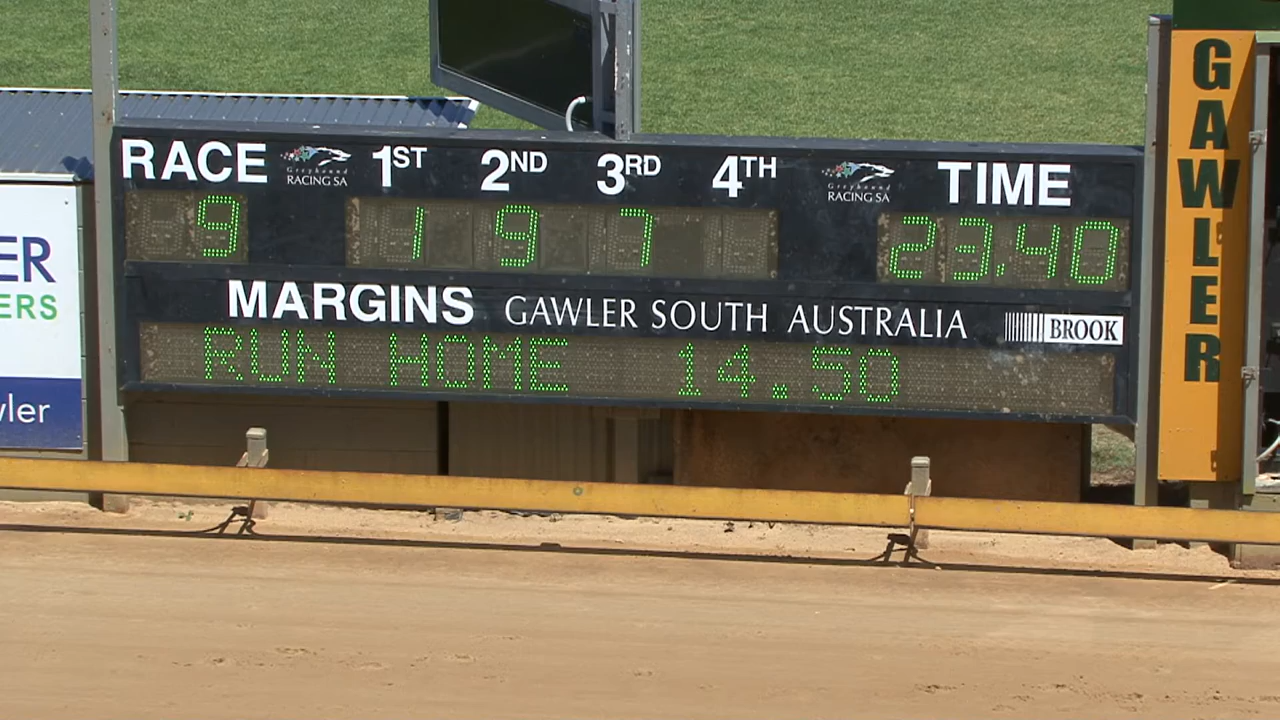 RACE
Greyhound
RACING SA
1ST
2ND
3RD
4TH
Greyhound
RACING SA
TIME
9
1
9
7
23.40
MARGINS
GAWLER SOUTH AUSTRALIA
BROOK
RUN HOME 14.50
GAWLER
ER
ERS
wler